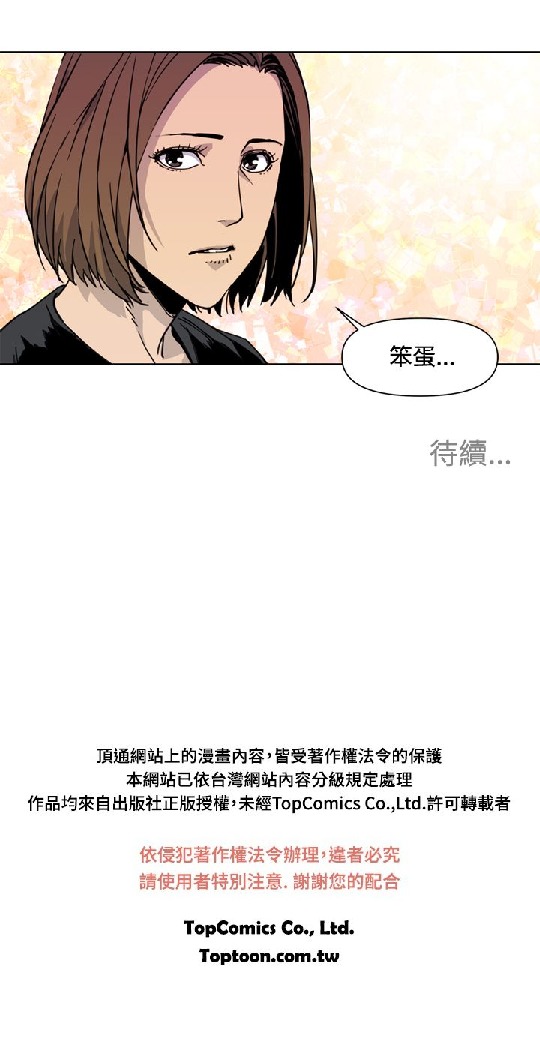 笨蛋...
待續...
頂通網站上的漫畫內容，皆受著作權法令的保護
本網站已依台灣網站內容分級規定處理
作品均來自出版社正版授權，未經TopComics Co.,Ltd.許可轉載者
依侵犯著作權法令辦理，違者必究
請使用者特別注意. 謝謝您的配合
TopComics Co., Ltd.
Toptoon.com.tw